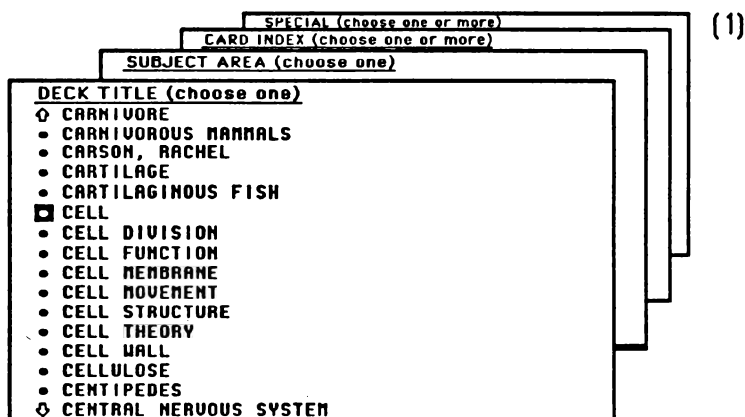 SPECIAL (choose one or more)
(1)
CARD INDEX (choose one or more)
SUBJECT AREA (choose one)
DECK TITLE (choose one)
CARNIVORE
CARNIVOROUS MAMMALS
CARSON, RACHEL
CARTILAGE
CARTILAGINOUS FISH
CELL
CELL DIVISION
CELL FUNCTION
CELL MEMBRANE
CELL MOVEMENT
CELL STRUCTURE
CELL THEORY
CELL WALL
CELLULOSE
CENTIPEDES
CENTRAL NERVOUS SYSTEM